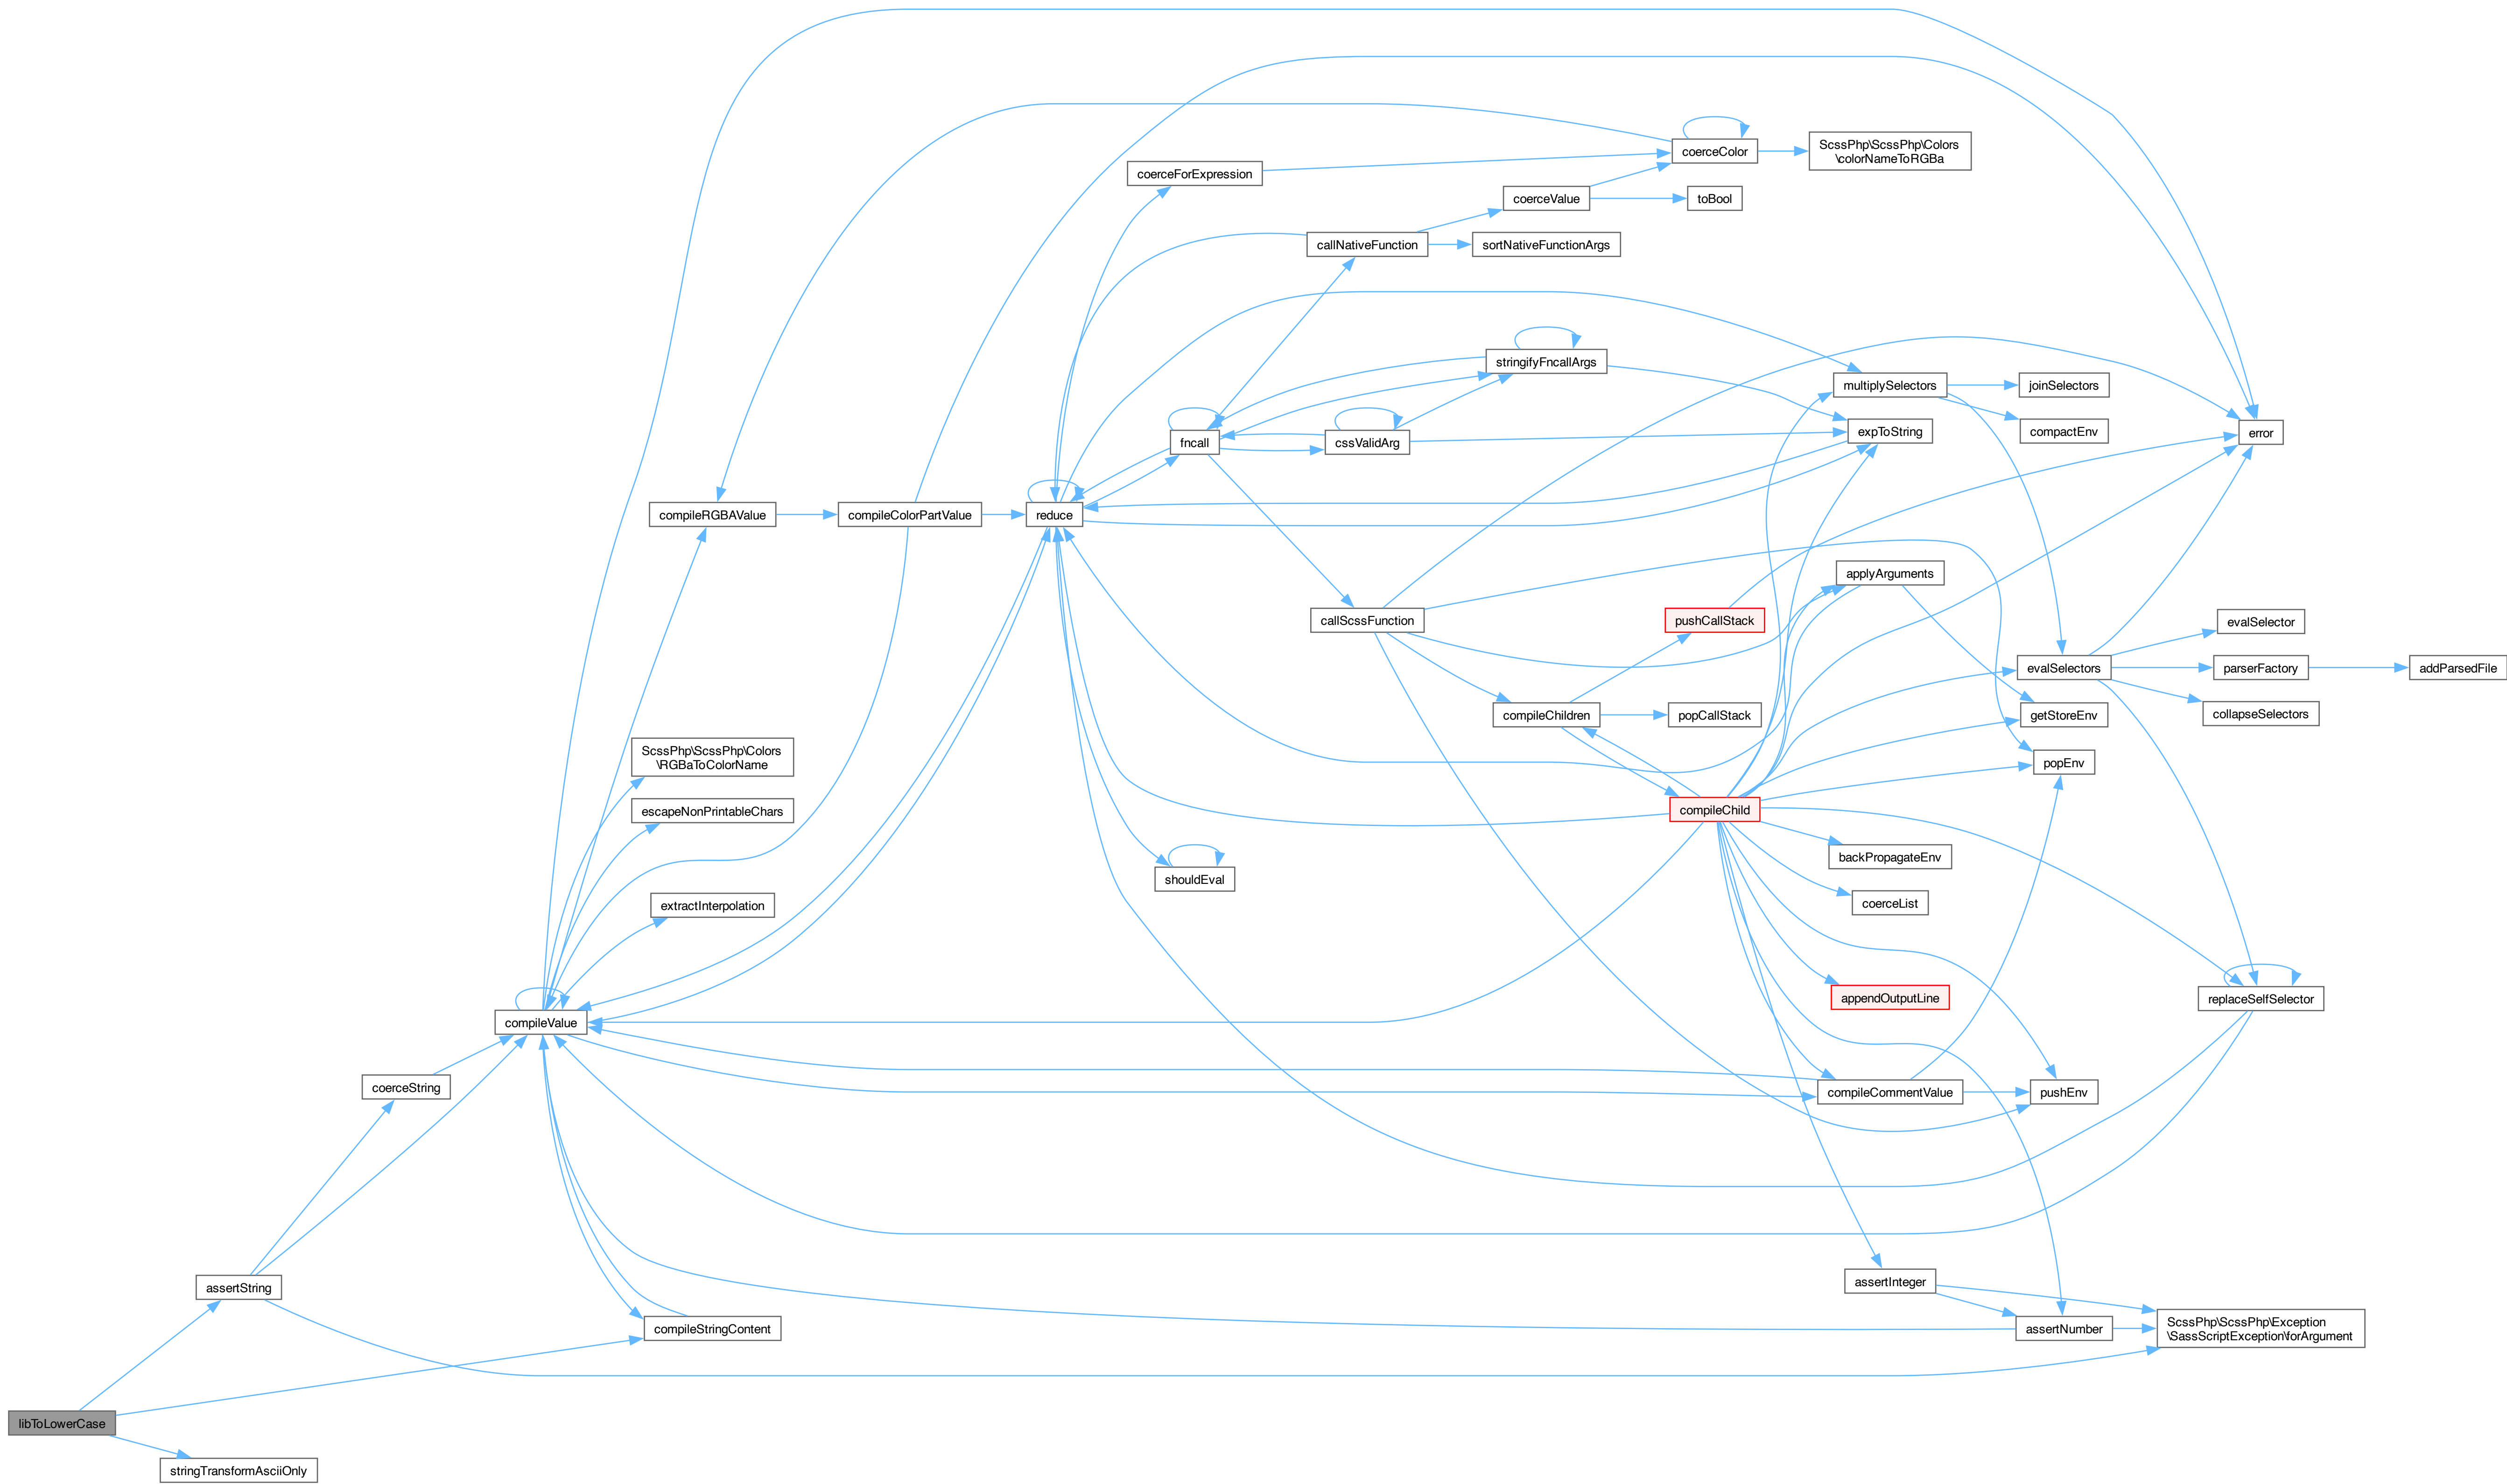 coerceColor
ScssPhp\ScssPhp\Colors
\colorNameToRGBa
coerceForExpression
coerceValue
toBool
callNativeFunction
sortNativeFunctionArgs
stringifyFncallArgs
multiplySelectors
joinSelectors
fncall
cssValidArg
expToString
compactEnv
error
compileRGBAValue
compileColorPartValue
reduce
applyArguments
callScssFunction
pushCallStack
evalSelector
evalSelectors
parserFactory
addParsedFile
compileChildren
popCallStack
getStoreEnv
collapseSelectors
ScssPhp\ScssPhp\Colors
\RGBaToColorName
popEnv
escapeNonPrintableChars
compileChild
backPropagateEnv
shouldEval
extractInterpolation
coerceList
appendOutputLine
replaceSelfSelector
compileValue
coerceString
compileCommentValue
pushEnv
assertString
assertInteger
compileStringContent
assertNumber
ScssPhp\ScssPhp\Exception
\SassScriptException\forArgument
libToLowerCase
stringTransformAsciiOnly